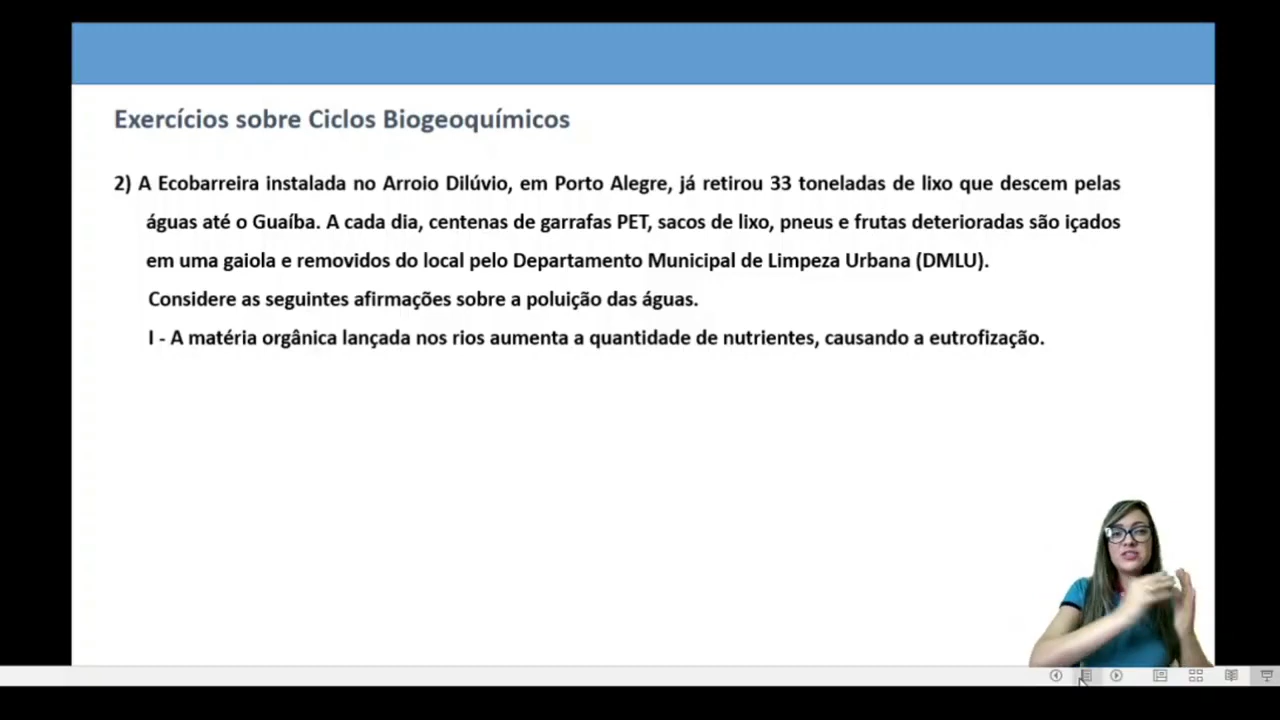 Exercícios sobre Ciclos Biogeoquímicos
2) A Ecobarreira instalada no Arroio Dilúvio, em Porto Alegre, já retirou 33 toneladas de lixo que descem pelas
águas até o Guaíba. A cada dia, centenas de garrafas PET, sacos de lixo, pneus e frutas deterioradas são içados
em uma gaiola e removidos do local pelo Departamento Municipal de Limpeza Urbana (DMLU).
Considere as seguintes afirmações sobre a poluição das águas.
I - A matéria orgânica lançada nos rios aumenta a quantidade de nutrientes, causando a eutrofização.